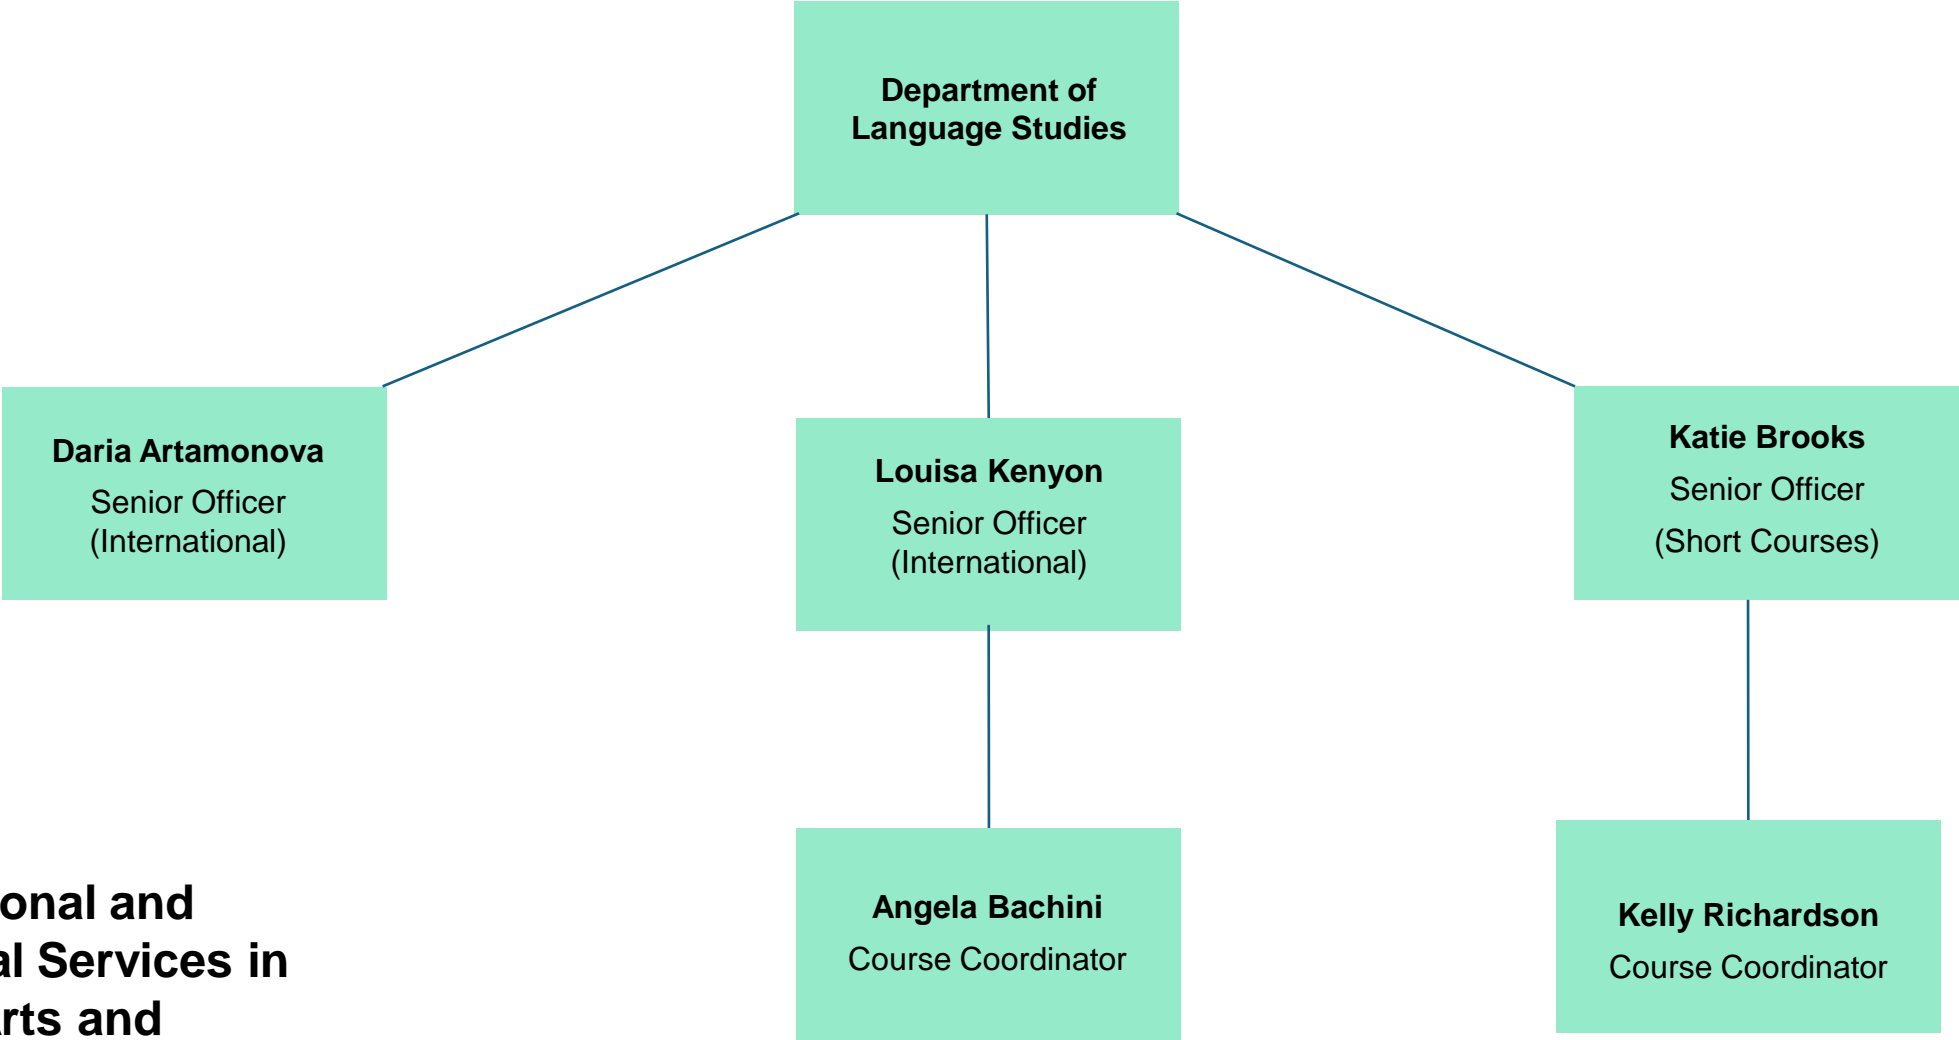 Department of
Language Studies
Daria Artamonova
Senior Officer
(International)
Louisa Kenyon
Senior Officer
(International)
Katie Brooks
Senior Officer
(Short Courses)
Angela Bachini
Course Coordinator
Kelly Richardson
Course Coordinator
onal and
al Services in
rts and